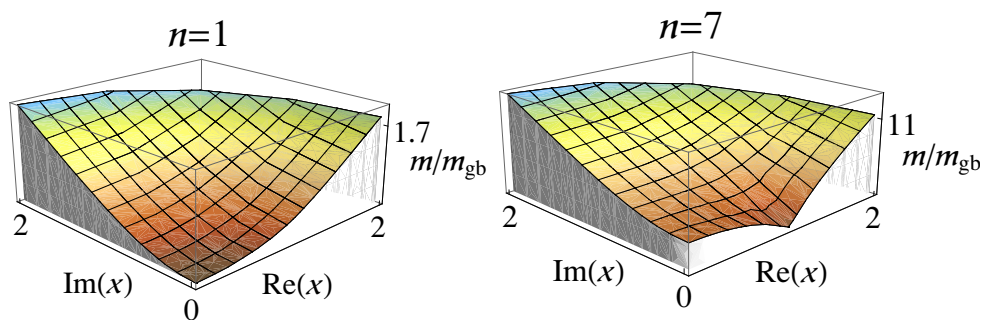 n=1
1.7
m/m_gb
2
2
Im(x)
Re(x)
0
n=7
11
m/m_gb
2
2
Im(x)
Re(x)
0